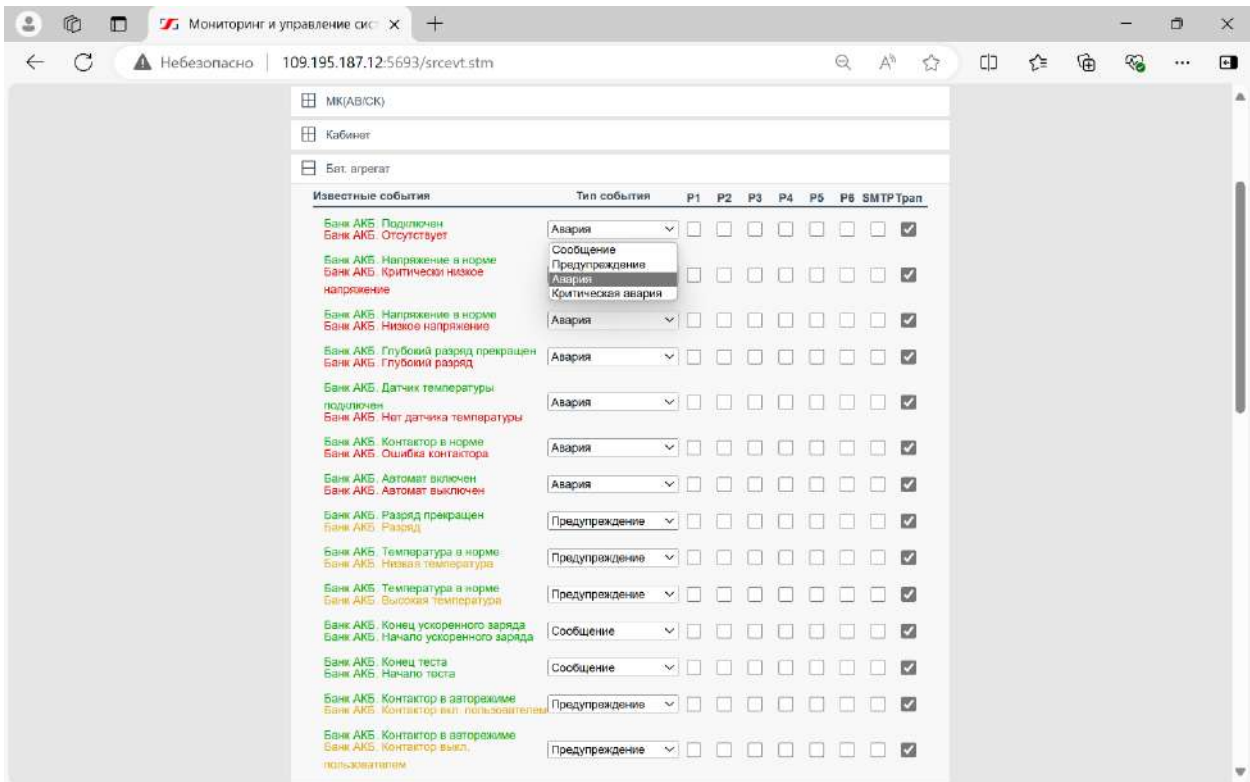 Мониторинг и управление сис
Небезопасно 109.195.187.12:5693/srcevt.stm
МК(АВ/СК)
Кабинет
Бат. агрегат
Известные события Тип события P1 P2 P3 P4 P5 P6 SMTP Трап
Банк АКБ. Подключен
Банк АКБ. Отсутствует
Авария
Сообщение
Предупреждение
Авария
Критическая авария
Банк АКБ. Напряжение в норме
Банк АКБ. Критически низкое
напряжение
Банк АКБ. Напряжение в норме
Банк АКБ. Низкое напряжение
Авария
Банк АКБ. Глубокий разряд прекращен
Банк АКБ. Глубокий разряд
Авария
Банк АКБ. Датчик температуры
подключен
Банк АКБ. Нет датчика температуры
Авария
Банк АКБ. Контактор в норме
Банк АКБ. Ошибка контактора
Авария
Банк АКБ. Автомат включен
Банк АКБ. Автомат выключен
Авария
Банк АКБ. Разряд прекращен
Банк АКБ. Разряд
Предупреждение
Банк АКБ. Температура в норме
Банк АКБ. Низкая температура
Предупреждение
Банк АКБ. Температура в норме
Банк АКБ. Высокая температура
Предупреждение
Банк АКБ. Конец ускоренного заряда
Банк АКБ. Начало ускоренного заряда
Сообщение
Банк АКБ. Конец теста
Банк АКБ. Начало теста
Сообщение
Банк АКБ. Контактор в авторежиме
Банк АКБ. Контактор вкл. пользователем
Предупреждение
Банк АКБ. Контактор в авторежиме
Банк АКБ. Контактор выкл.
пользователем
Предупреждение